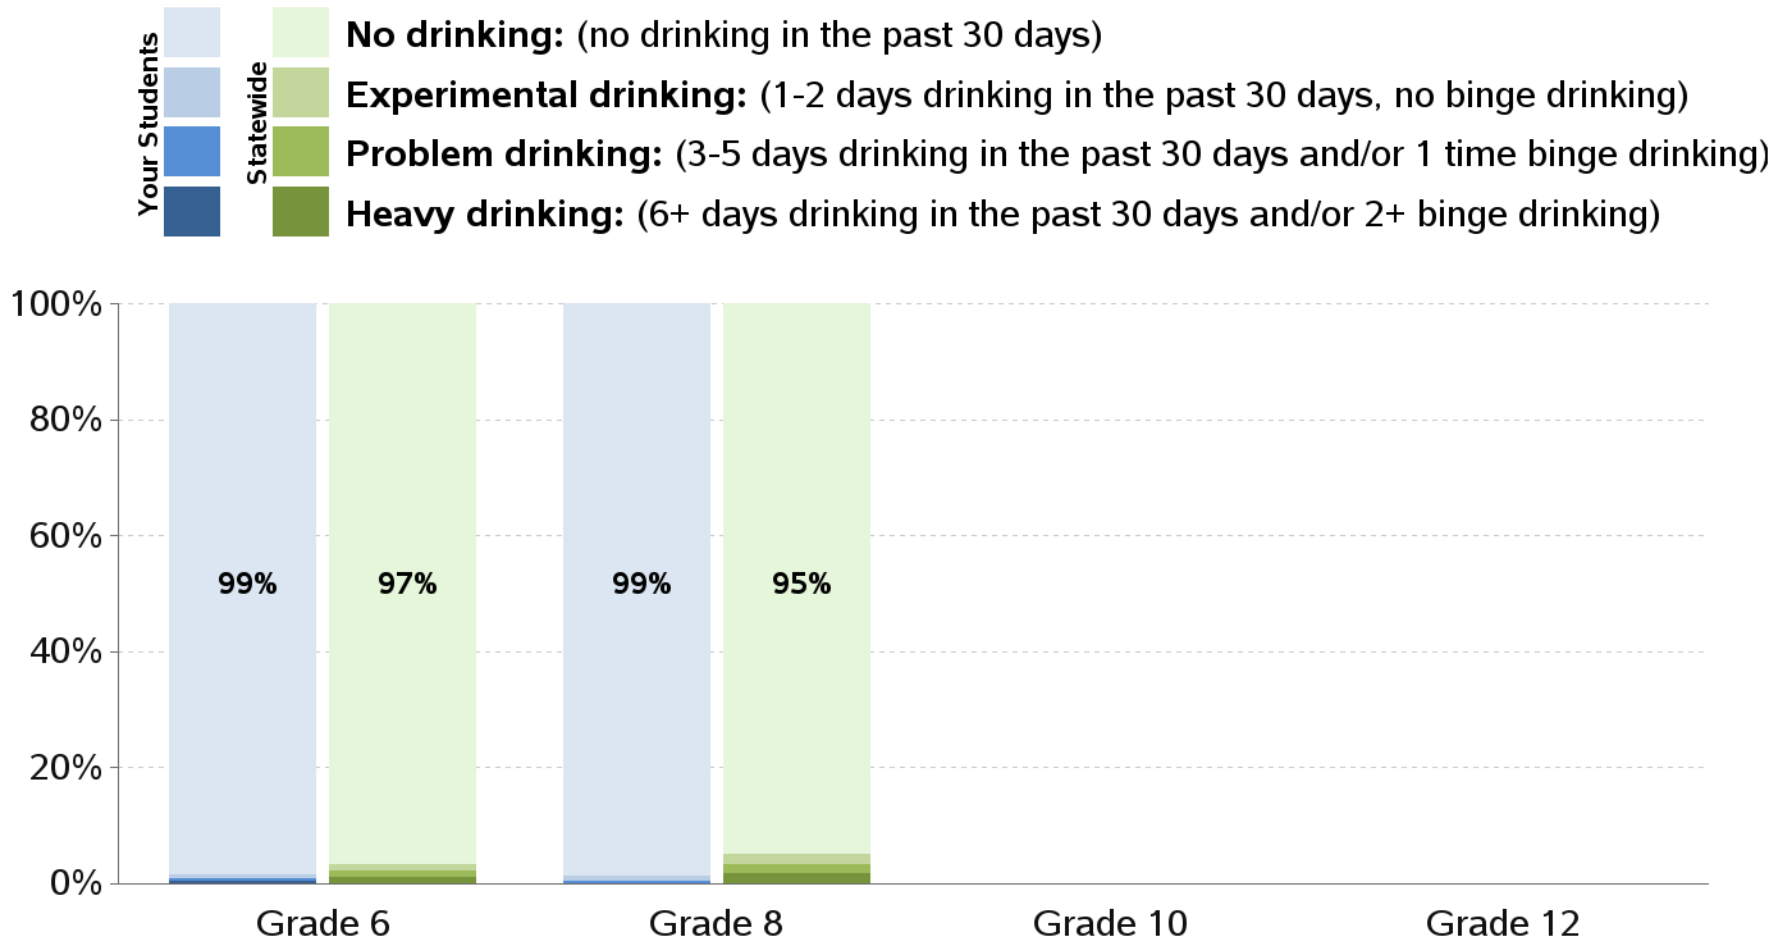 Your Students
Statewide
No drinking: (no drinking in the past 30 days)
Experimental drinking: (1-2 days drinking in the past 30 days, no binge drinking)
Problem drinking: (3-5 days drinking in the past 30 days and/or 1 time binge drinking)
Heavy drinking: (6+ days drinking in the past 30 days and/or 2+ binge drinking)
100%
80%
60%
99% 97% 99% 95%
40%
20%
0%
Grade 6 Grade 8 Grade 10 Grade 12